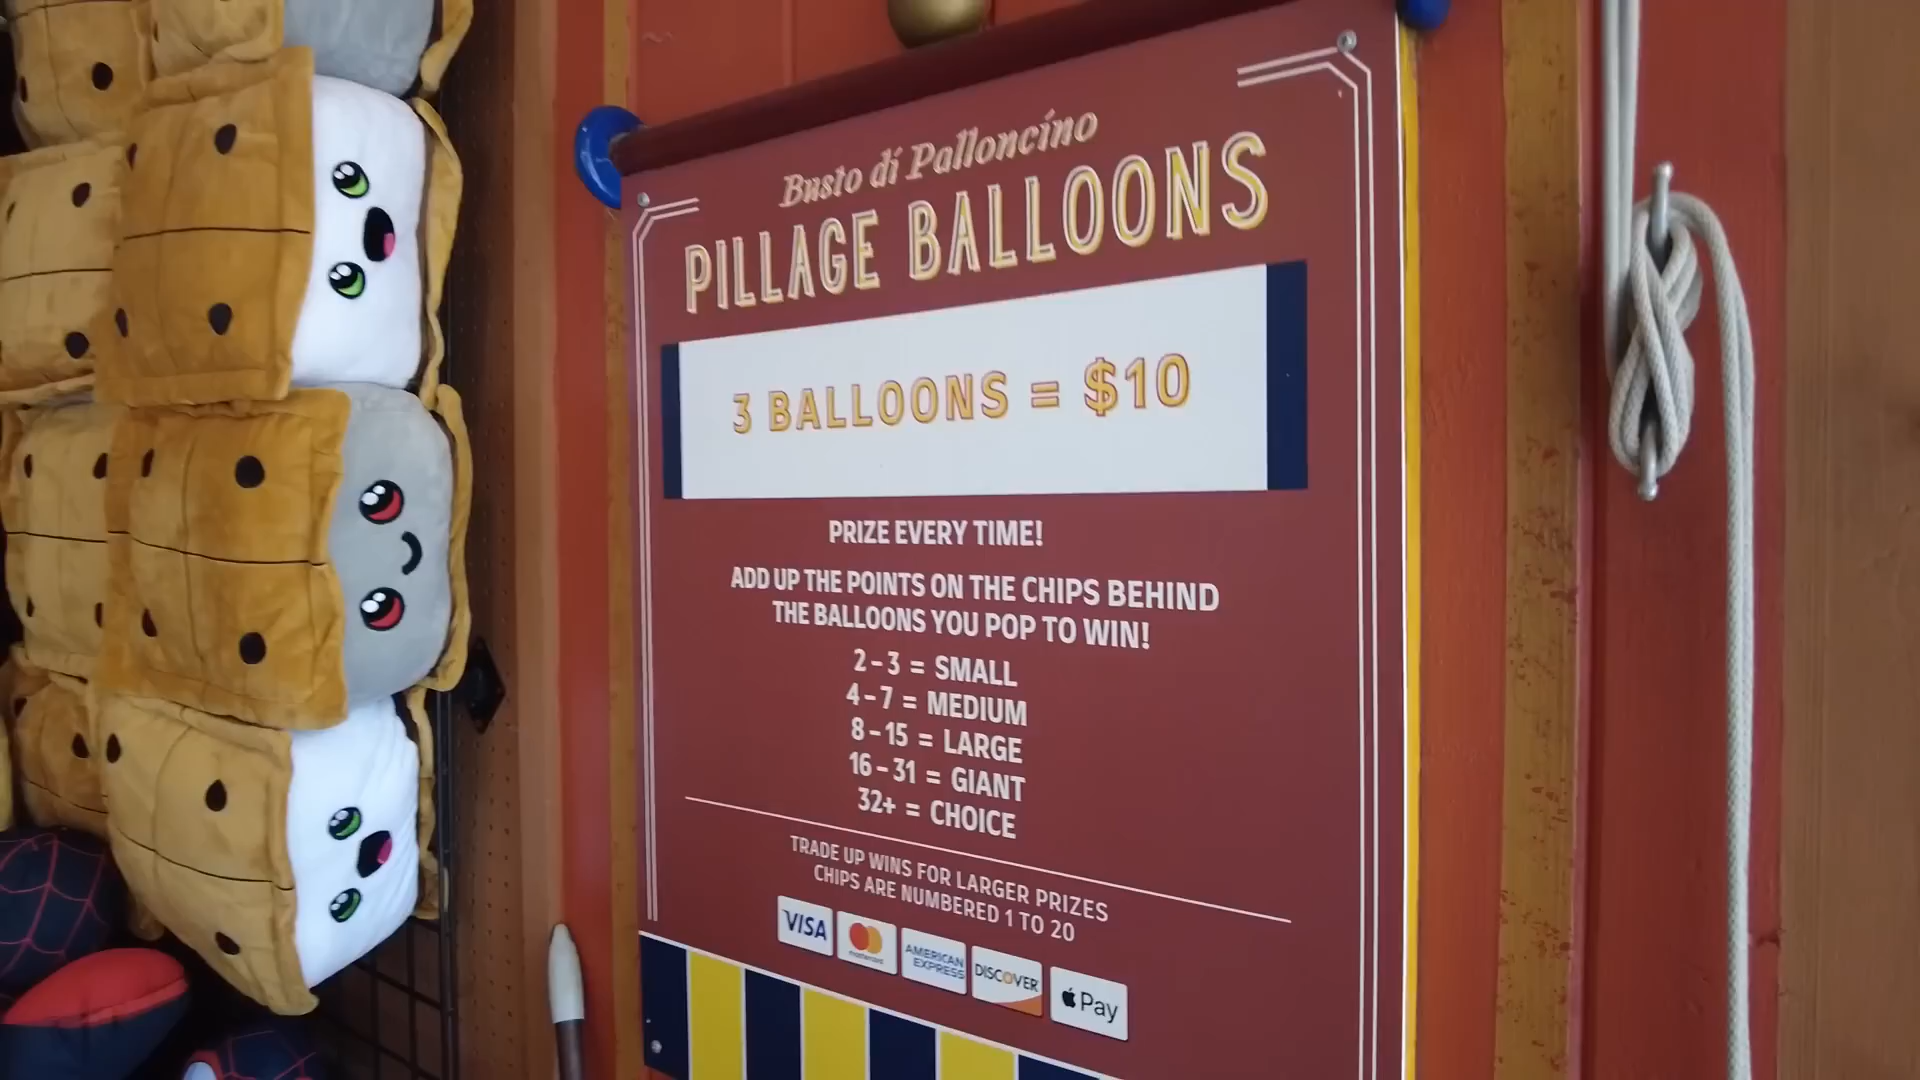 Busto di Palloncino
PILLAGE BALLOONS
3 BALLOONS = $10
PRIZE EVERY TIME!
ADD UP THE POINTS ON THE CHIPS BEHIND
THE BALLOONS YOU POP TO WIN!
2-3 = SMALL
4-7 = MEDIUM
8-15 = LARGE
16-31 = GIANT
32+ = CHOICE
TRADE UP WINS FOR LARGER PRIZES
CHIPS ARE NUMBERED 1 TO 20
VISA
mastercard
AMERICAN
EXPRESS
DISCOVER
Pay